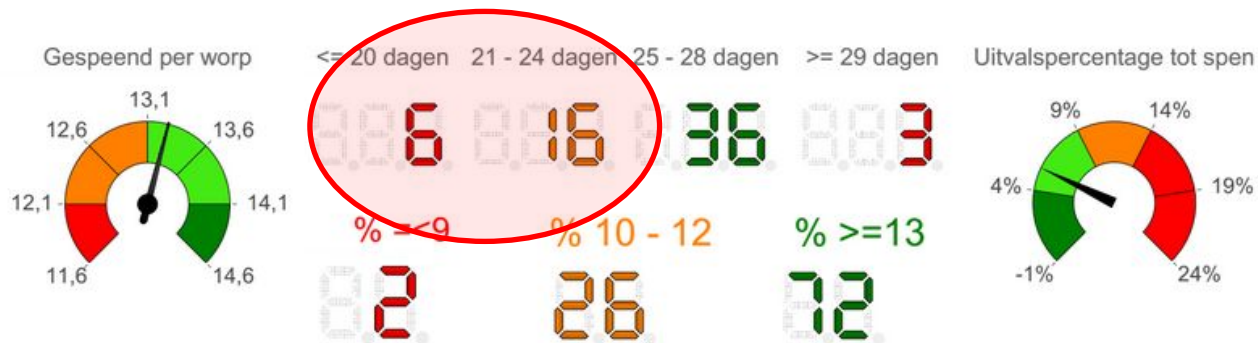 Gespeend per worp
11,6
12,1
12,6
13,1
13,6
14,1
14,6
<= 20 dagen 21 - 24 dagen 25 - 28 dagen >= 29 dagen
6 16 36 3
% =<9 % 10 - 12 % >=13
2 26 72
Uitvalspercentage tot spen
-1%
4%
9%
14%
19%
24%